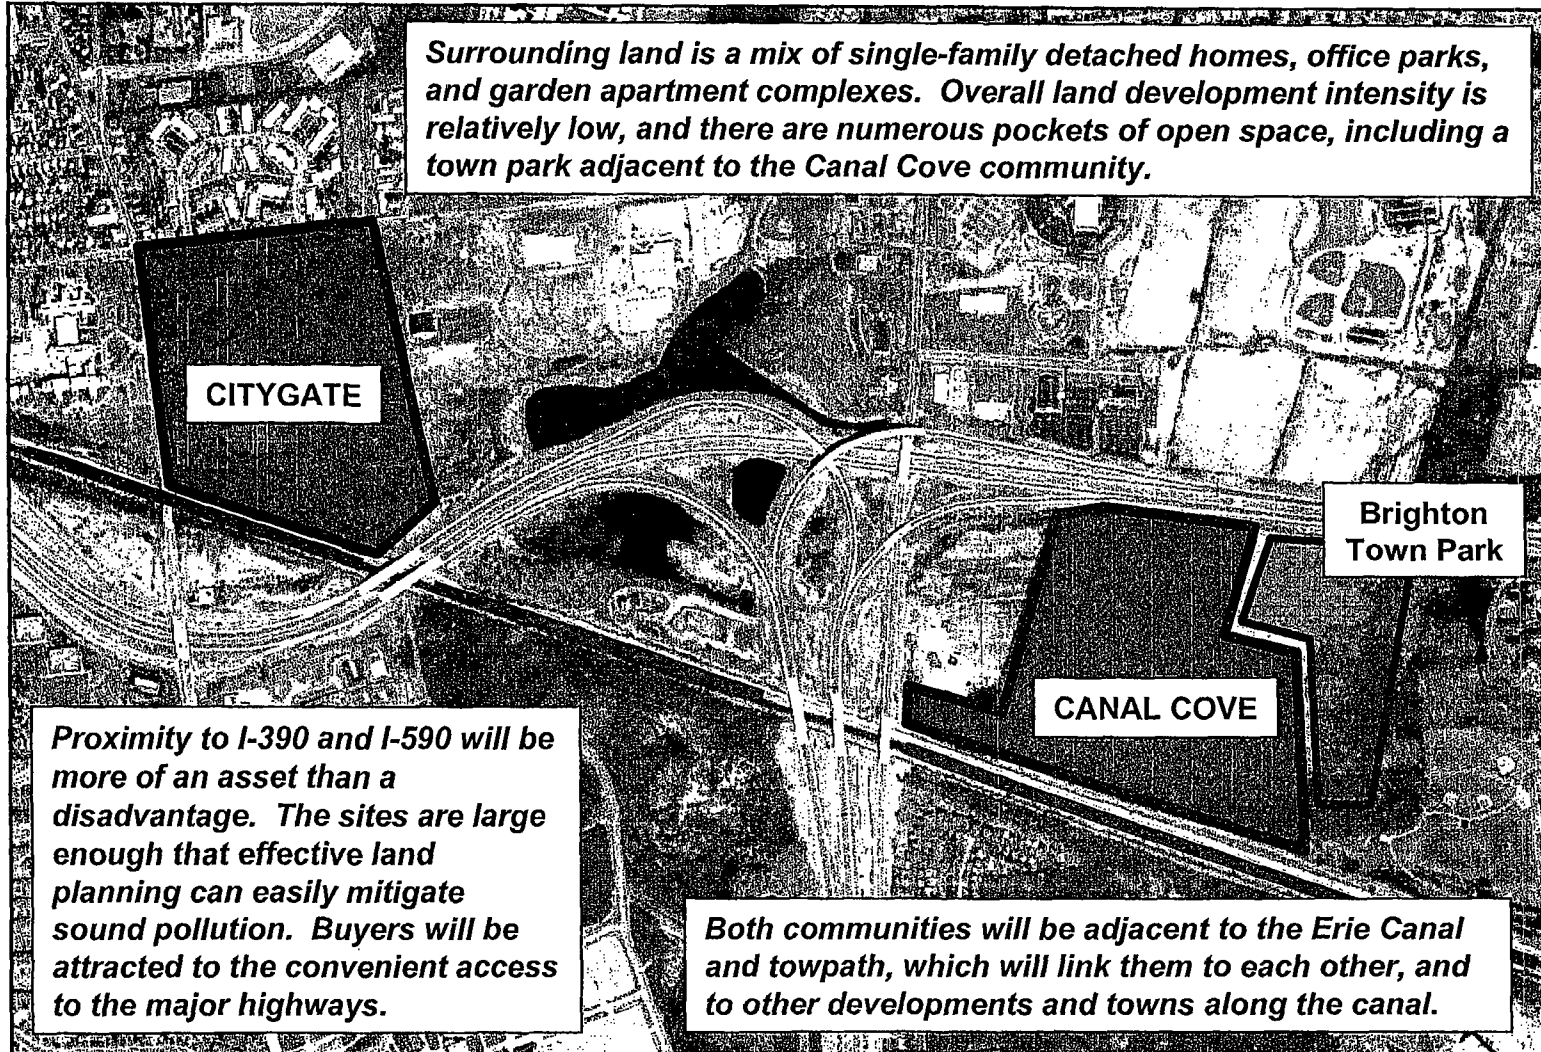 Surrounding land is a mix of single-family detached homes, office parks,
and garden apartment complexes. Overall land development intensity is
relatively low, and there are numerous pockets of open space, including a
town park adjacent to the Canal Cove community.
CITYGATE
Brighton
Town Park
CANAL COVE
Proximity to I-390 and I-590 will be
more of an asset than a
disadvantage. The sites are large
enough that effective land
planning can easily mitigate
sound pollution. Buyers will be
attracted to the convenient access
to the major highways.
Both communities will be adjacent to the Erie Canal
and towpath, which will link them to each other, and
to other developments and towns along the canal.